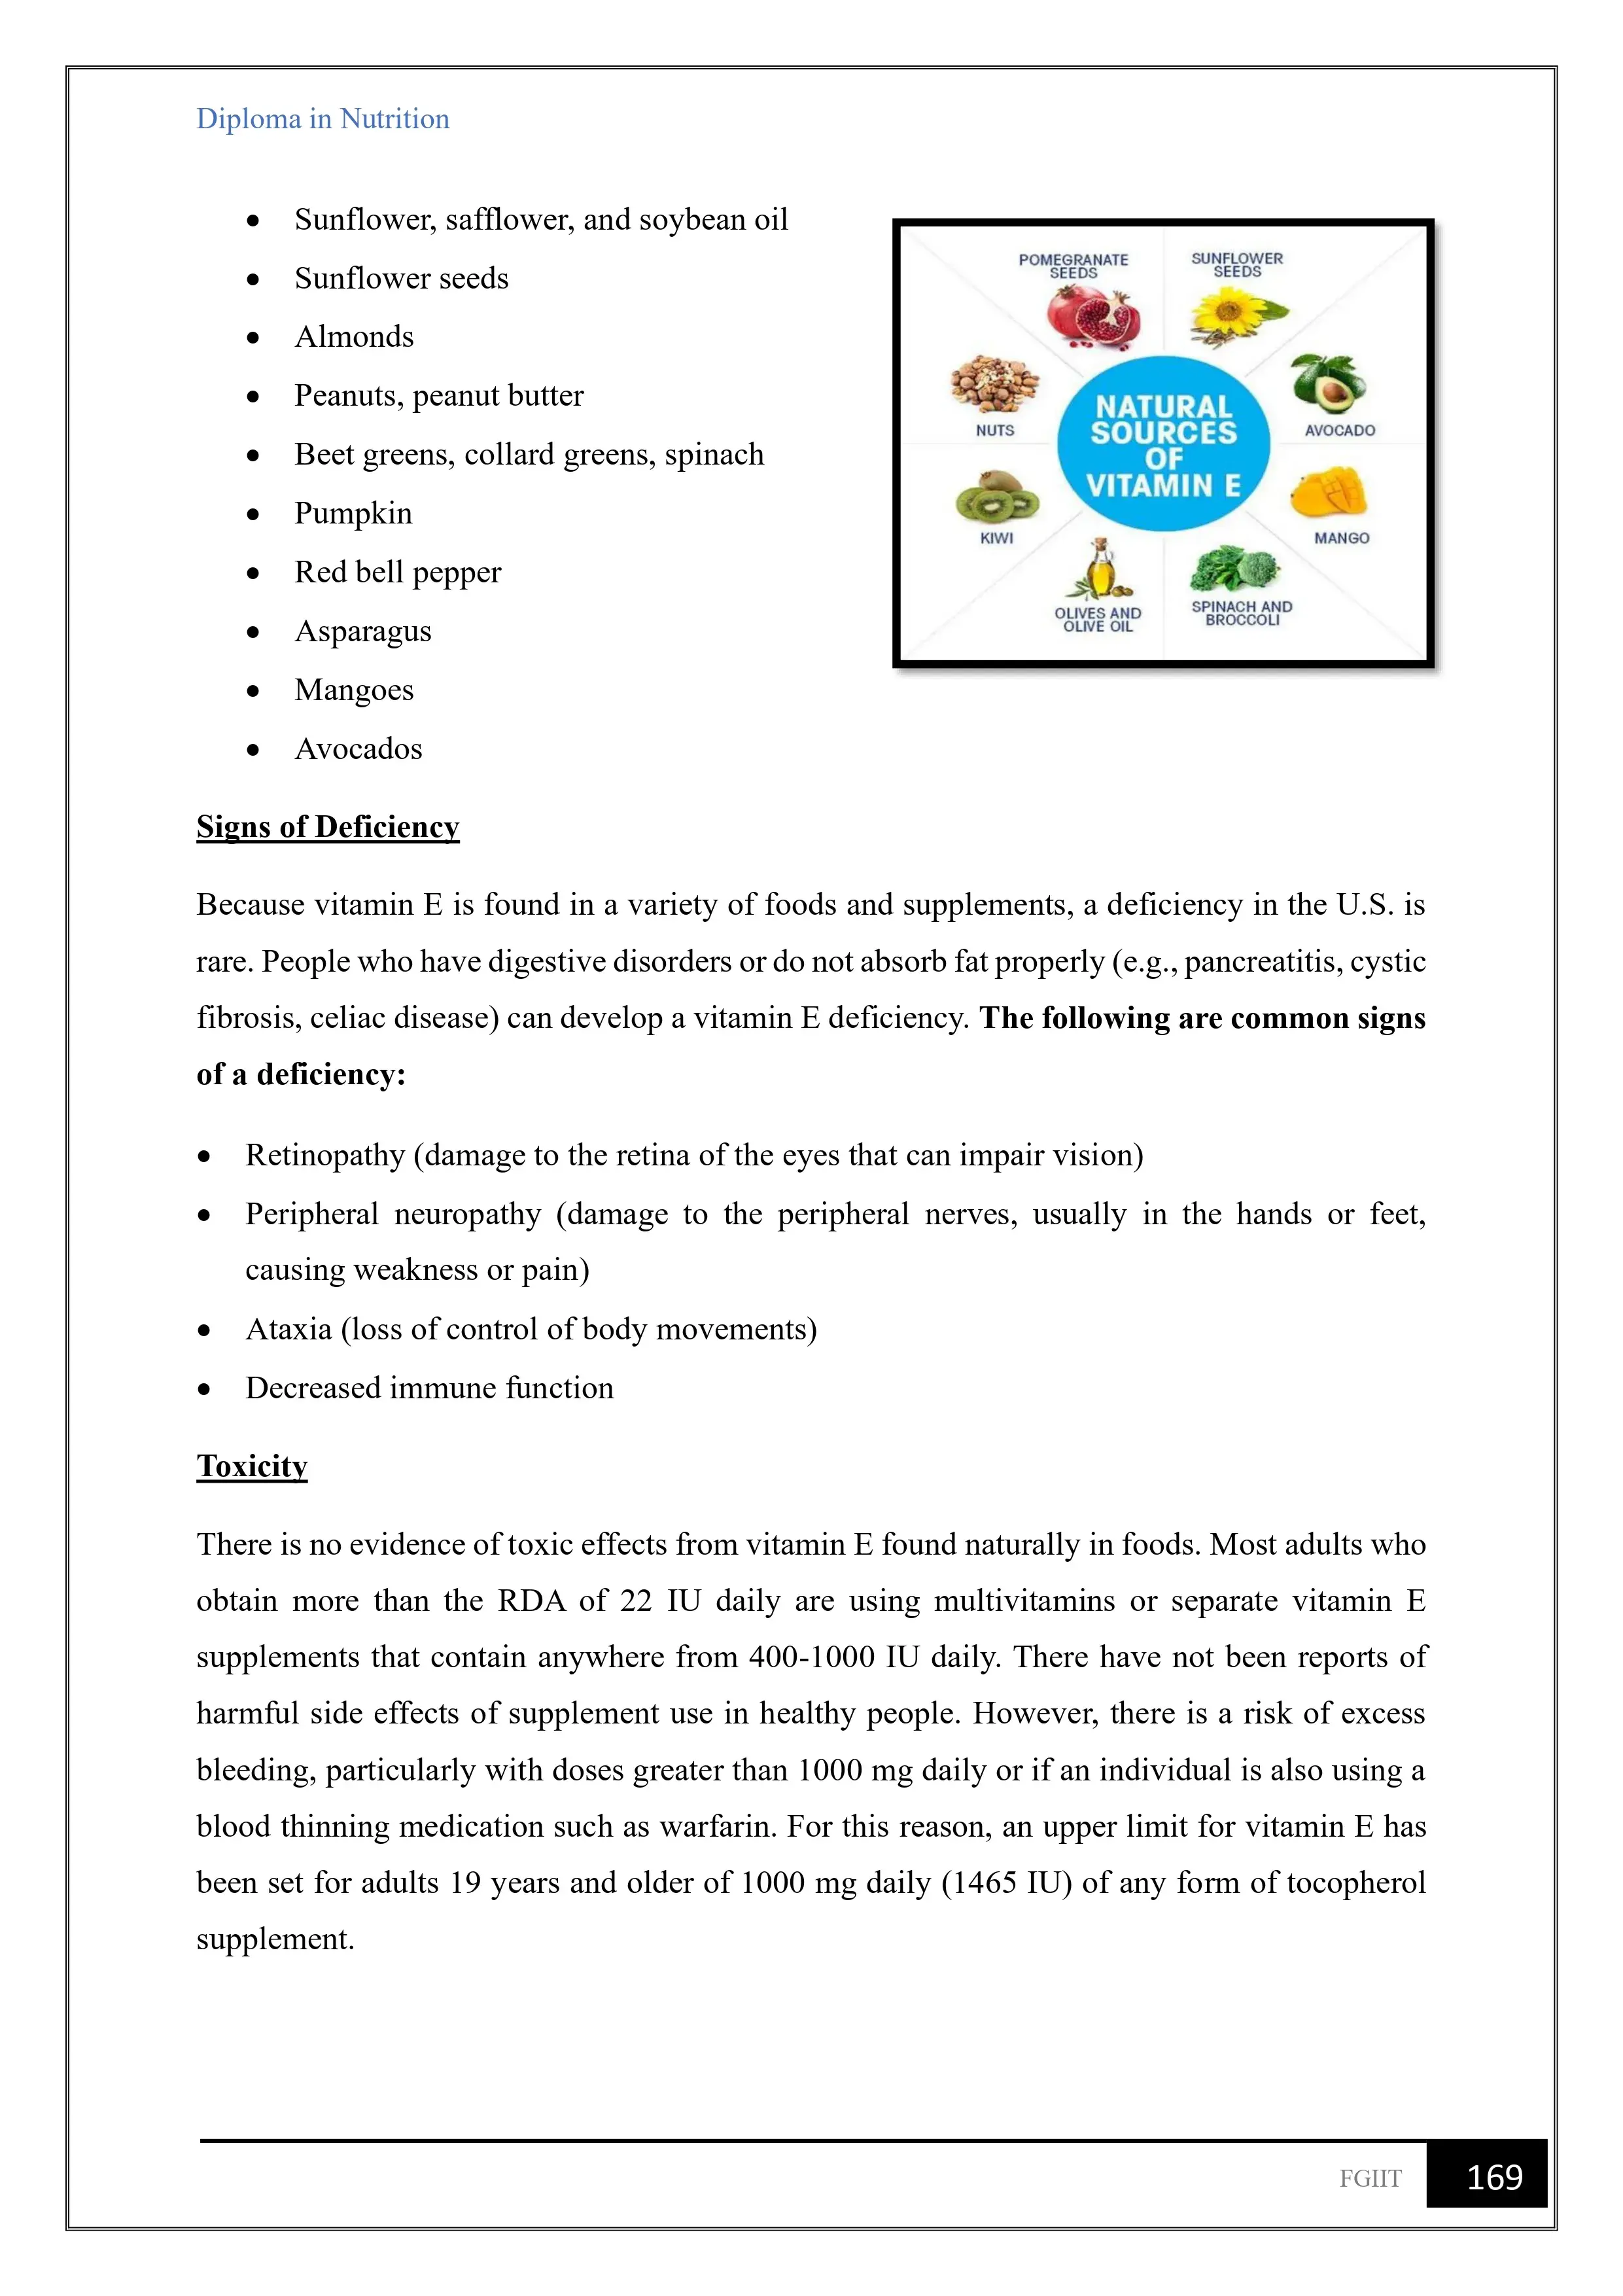 Diploma in Nutrition
• Sunflower, safflower, and soybean oil
• Sunflower seeds
• Almonds
• Peanuts, peanut butter
• Beet greens, collard greens, spinach
• Pumpkin
• Red bell pepper
• Asparagus
• Mangoes
• Avocados
POMEGRANATE
SEEDS
SUNFLOWER
SEEDS
NUTS
AVOCADO
NATURAL
SOURCES
OF
VITAMIN E
KIWI
MANGO
OLIVES AND
OLIVE OIL
SPINACH AND
BROCCOLI
Signs of Deficiency
Because vitamin E is found in a variety of foods and supplements, a deficiency in the U.S. is
rare. People who have digestive disorders or do not absorb fat properly (e.g., pancreatitis, cystic
fibrosis, celiac disease) can develop a vitamin E deficiency. The following are common signs
of a deficiency:
• Retinopathy (damage to the retina of the eyes that can impair vision)
• Peripheral neuropathy (damage to the peripheral nerves, usually in the hands or feet,
causing weakness or pain)
• Ataxia (loss of control of body movements)
• Decreased immune function
Toxicity
There is no evidence of toxic effects from vitamin E found naturally in foods. Most adults who
obtain more than the RDA of 22 IU daily are using multivitamins or separate vitamin E
supplements that contain anywhere from 400-1000 IU daily. There have not been reports of
harmful side effects of supplement use in healthy people. However, there is a risk of excess
bleeding, particularly with doses greater than 1000 mg daily or if an individual is also using a
blood thinning medication such as warfarin. For this reason, an upper limit for vitamin E has
been set for adults 19 years and older of 1000 mg daily (1465 IU) of any form of tocopherol
supplement.
FGIIT
169